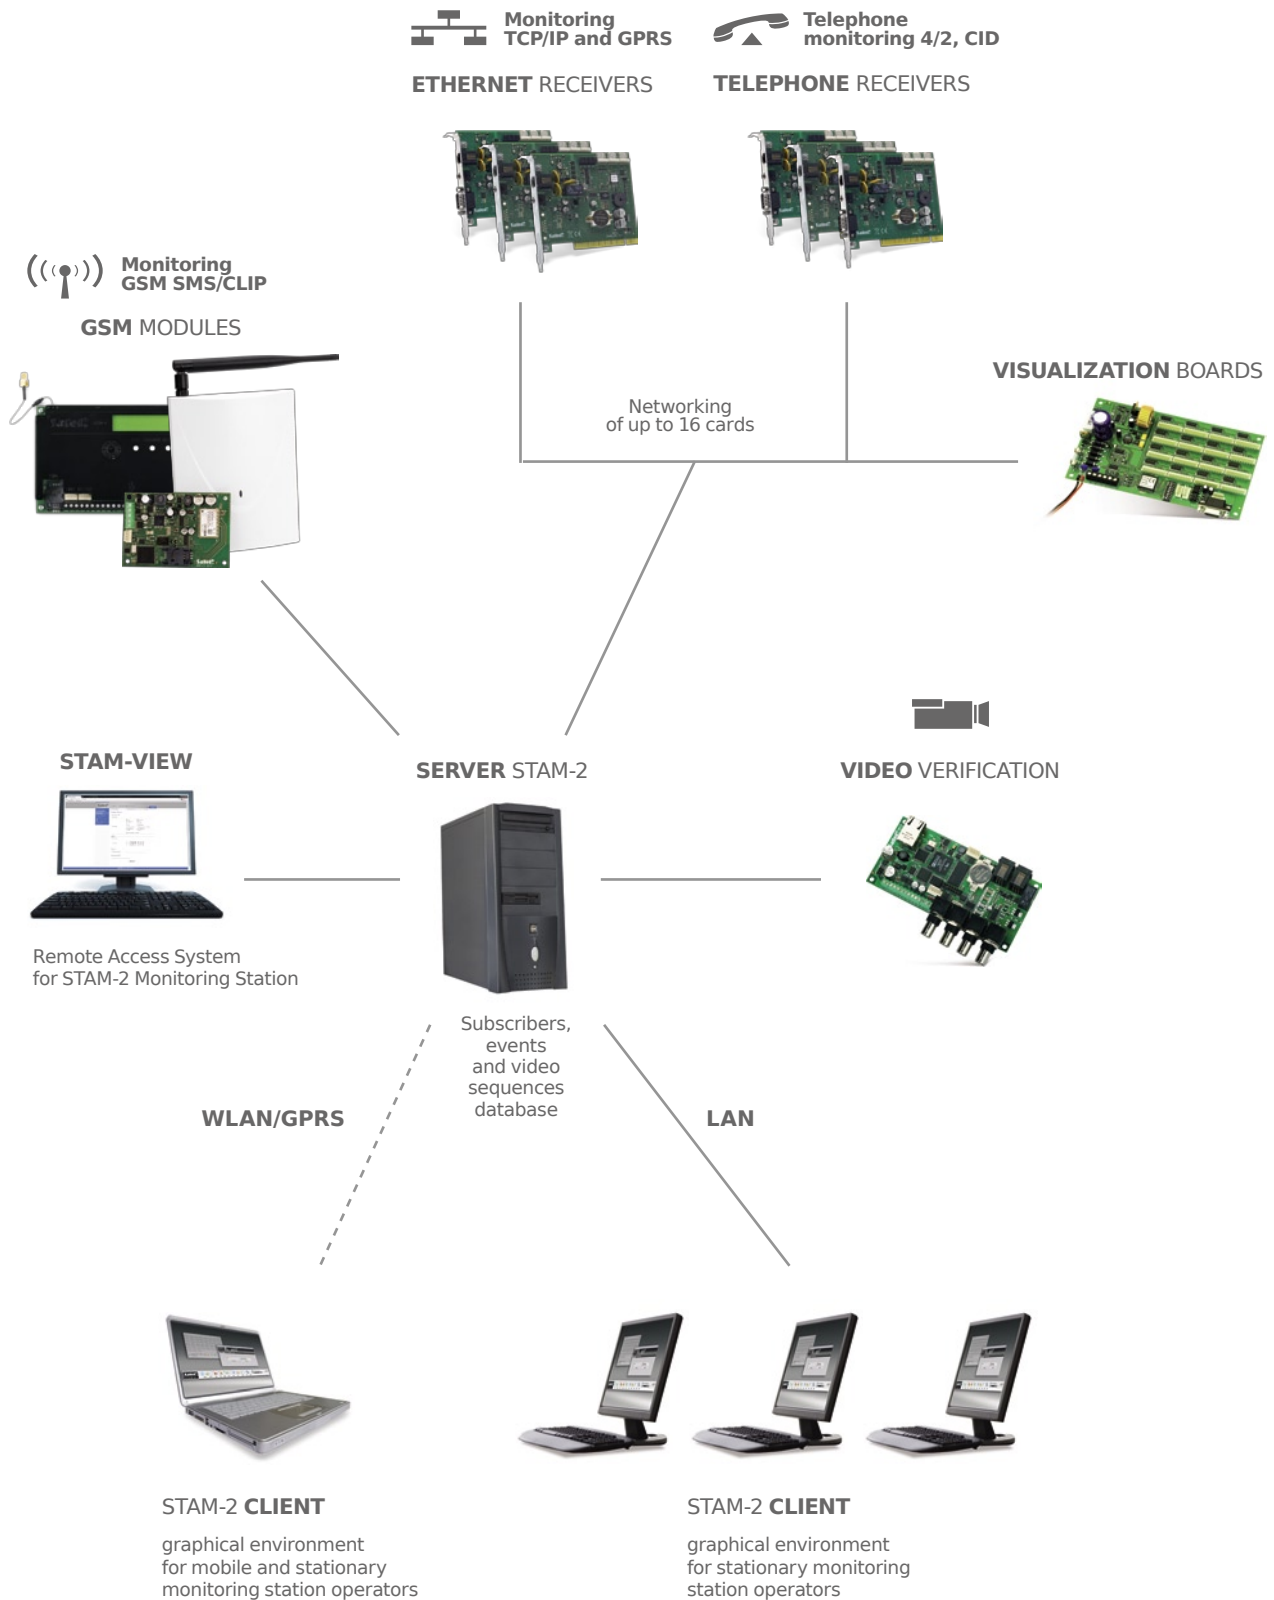 Monitoring
TCP/IP and GPRS
Telephone
monitoring 4/2, CID
ETHERNET RECEIVERS
TELEPHONE RECEIVERS
Monitoring
GSM SMS/CLIP
GSM MODULES
VISUALIZATION BOARDS
Networking
of up to 16 cards
STAM-VIEW
SERVER STAM-2
VIDEO VERIFICATION
Remote Access System
for STAM-2 Monitoring Station
Subscribers,
events
and video
sequences
database
WLAN/GPRS
LAN
STAM-2 CLIENT
graphical environment
for mobile and stationary
monitoring station operators
STAM-2 CLIENT
graphical environment
for stationary monitoring
station operators